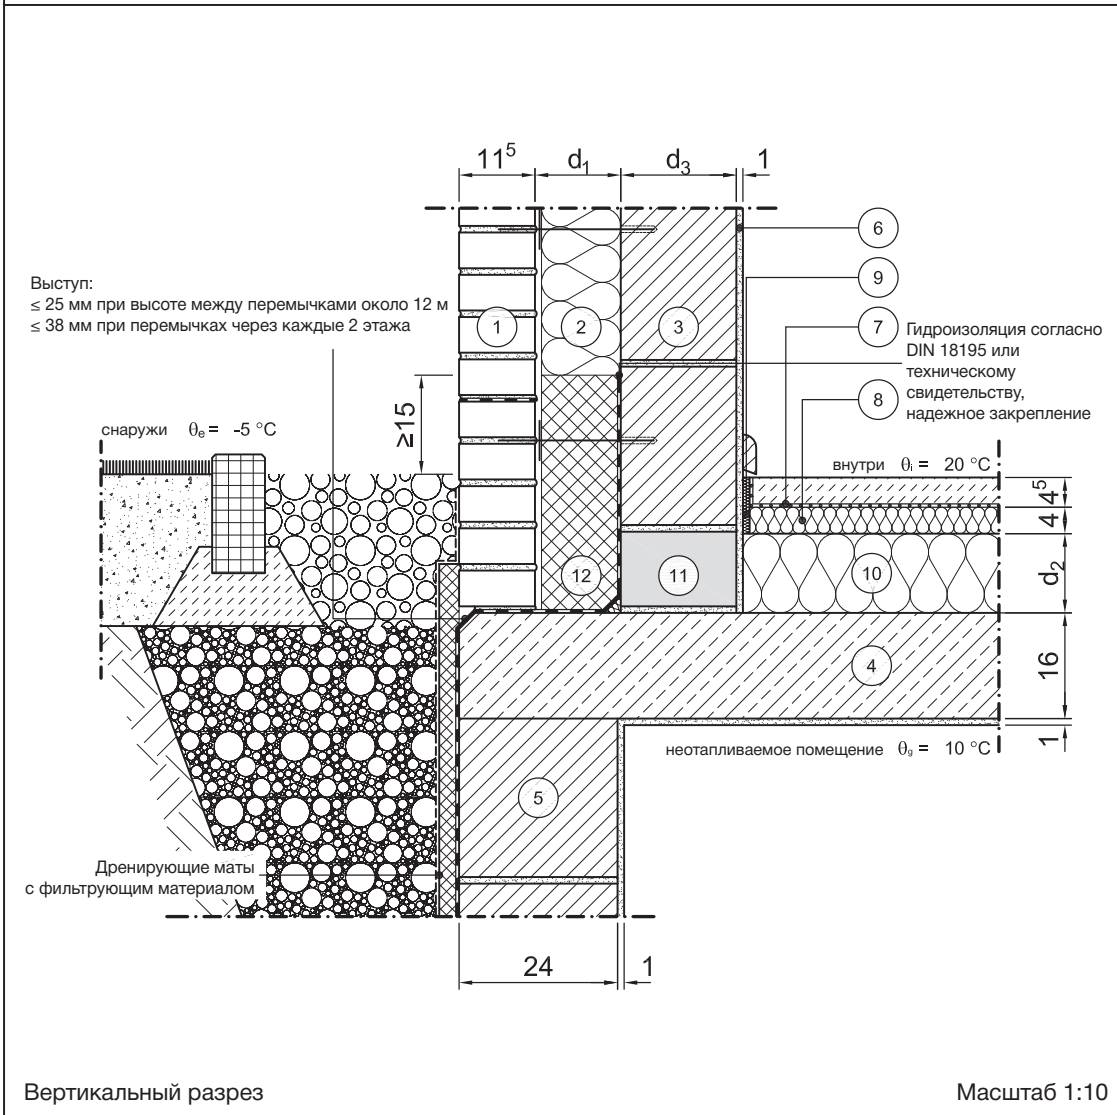 11⁵ d₁ d₃ 1
6
9
Выступ:
≤ 25 мм при высоте между перемычками около 12 м
≤ 38 мм при перемычках через каждые 2 этажа
1 2 3
7
Гидроизоляция согласно
DIN 18195 или
техническому
свидетельству,
надежное закрепление
8
≥15
снаружи θe = -5 °C
внутри θi = 20 °C
4⁵
4
12 11 10
d₂
4
16
неотапливаемое помещение θg = 10 °C
1
5
Дренирующие маты
с фильтрующим материалом
24 1
Вертикальный разрез
Масштаб 1:10